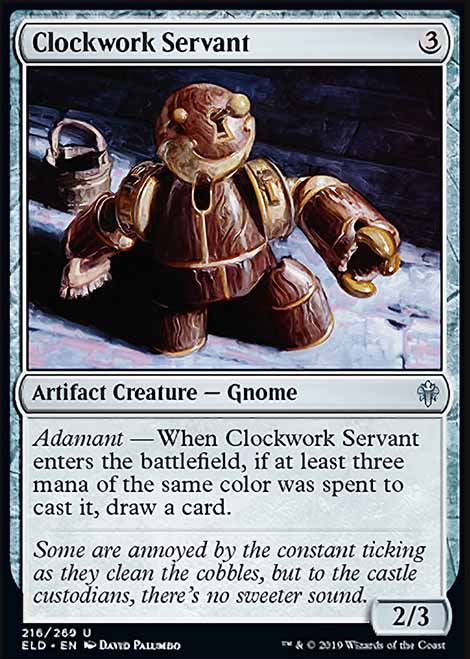 Clockwork Servant 3
Artifact Creature — Gnome
Adamant — When Clockwork Servant
enters the battlefield, if at least three
mana of the same color was spent to
cast it, draw a card.
Some are annoyed by the constant ticking
as they clean the cobbles, but to the castle
custodians, there's no sweeter sound.
2/3
216/269 U
ELD • EN David Palumbo
™ & © 2019 Wizards of the Coast